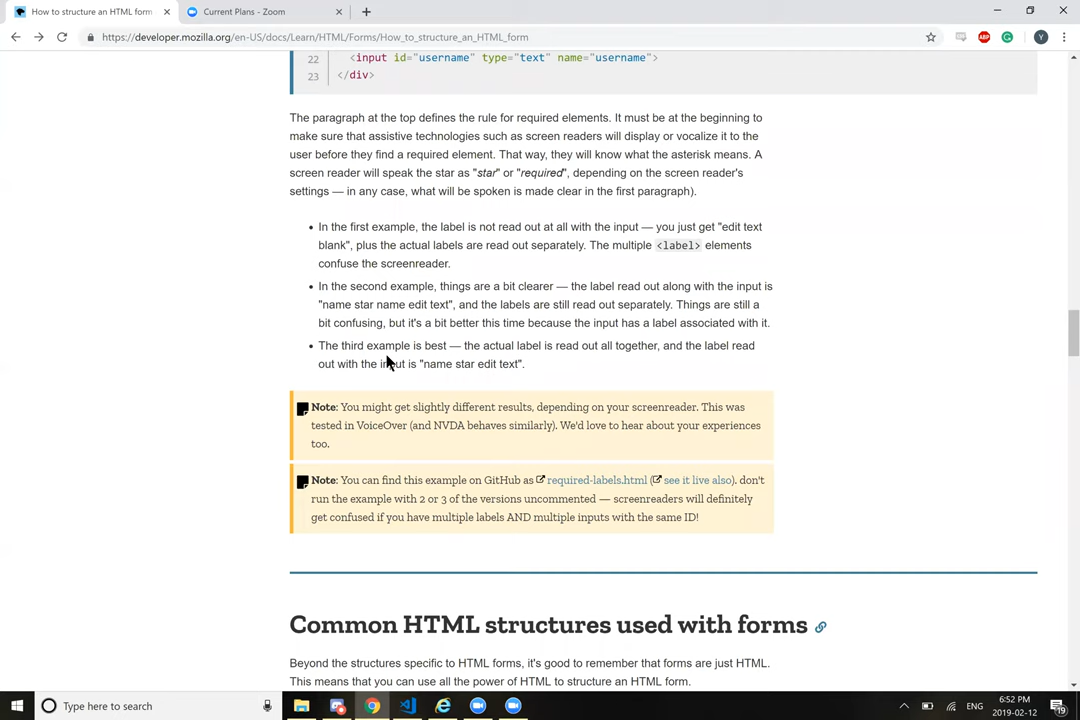 How to structure an HTML form
Current Plans - Zoom
https://developer.mozilla.org/en-US/docs/Learn/HTML/Forms/How_to_structure_an_HTML_form
ABP
Y
22 <input id="username" type="text" name="username">
23 </div>
The paragraph at the top defines the rule for required elements. It must be at the beginning to
make sure that assistive technologies such as screen readers will display or vocalize it to the
user before they find a required element. That way, they will know what the asterisk means. A
screen reader will speak the star as "star" or "required", depending on the screen reader's
settings — in any case, what will be spoken is made clear in the first paragraph).
• In the first example, the label is not read out at all with the input — you just get "edit text
blank", plus the actual labels are read out separately. The multiple <label> elements
confuse the screenreader.
• In the second example, things are a bit clearer — the label read out along with the input is
"name star name edit text", and the labels are still read out separately. Things are still a
bit confusing, but it's a bit better this time because the input has a label associated with it.
• The third example is best — the actual label is read out all together, and the label read
out with the input is "name star edit text".
Note: You might get slightly different results, depending on your screenreader. This was
tested in VoiceOver (and NVDA behaves similarly). We'd love to hear about your experiences
too.
Note: You can find this example on GitHub as required-labels.html (see it live also). don't
run the example with 2 or 3 of the versions uncommented — screenreaders will definitely
get confused if you have multiple labels AND multiple inputs with the same ID!
Common HTML structures used with forms
Beyond the structures specific to HTML forms, it's good to remember that forms are just HTML.
This means that you can use all the power of HTML to structure an HTML form.
Type here to search
ENG
6:52 PM
2019-02-12
19